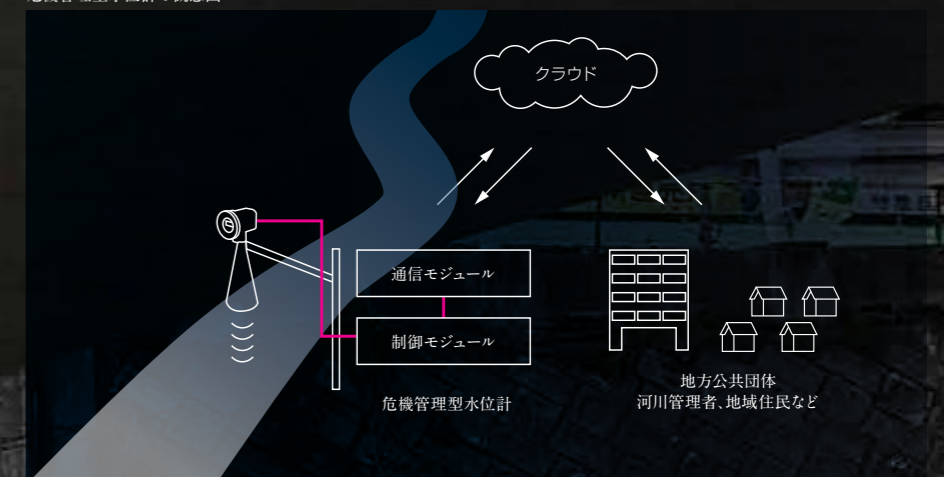 クラウド
通信モジュール
制御モジュール
危機管理型水位計
地方公共団体
河川管理者、地域住民など